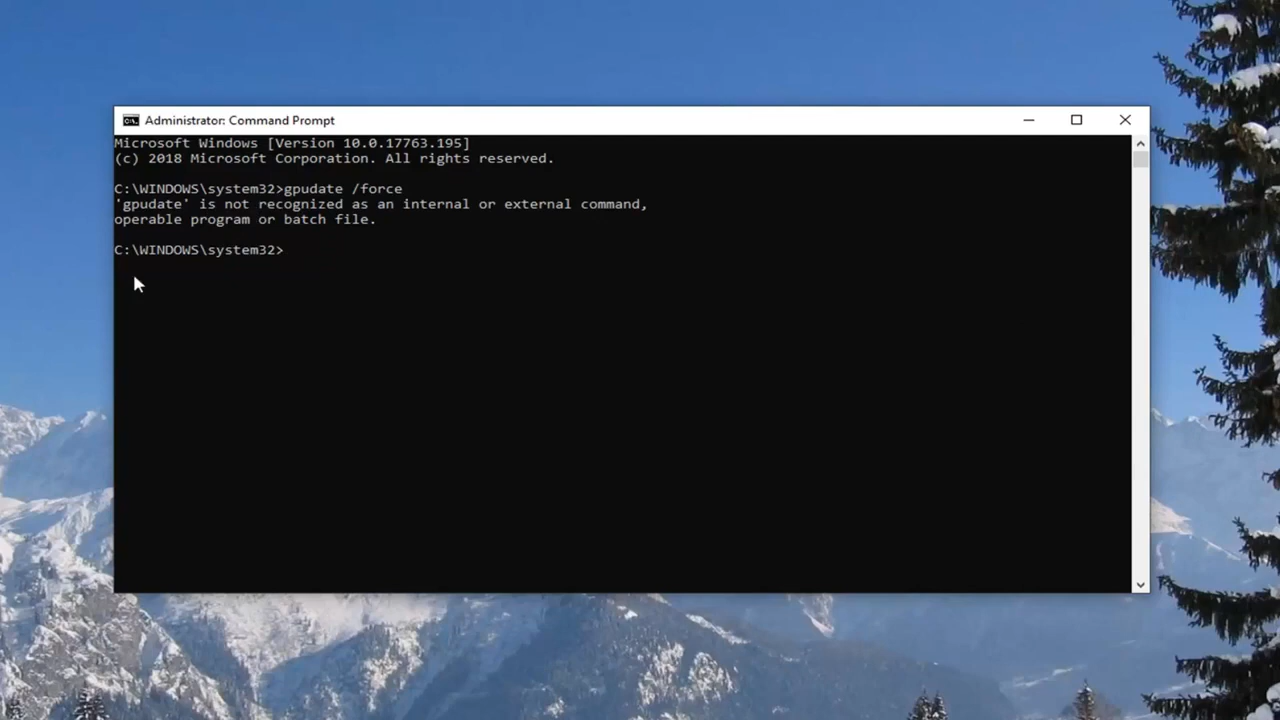 Administrator: Command Prompt
Microsoft Windows [Version 10.0.17763.195]
(c) 2018 Microsoft Corporation. All rights reserved.
C:\WINDOWS\system32>gpudate /force
'gpudate' is not recognized as an internal or external command,
operable program or batch file.
C:\WINDOWS\system32>